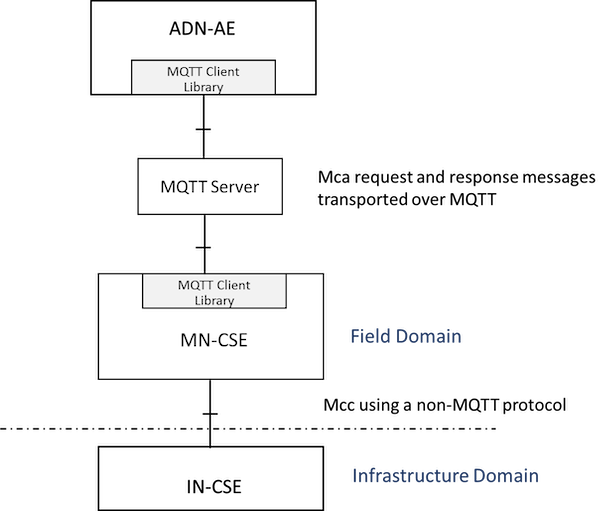 ADN-AE
MQTT Client
Library
MQTT Server
Mca request and response messages
transported over MQTT
MQTT Client
Library
MN-CSE
Field Domain
Mcc using a non-MQTT protocol
Infrastructure Domain
IN-CSE